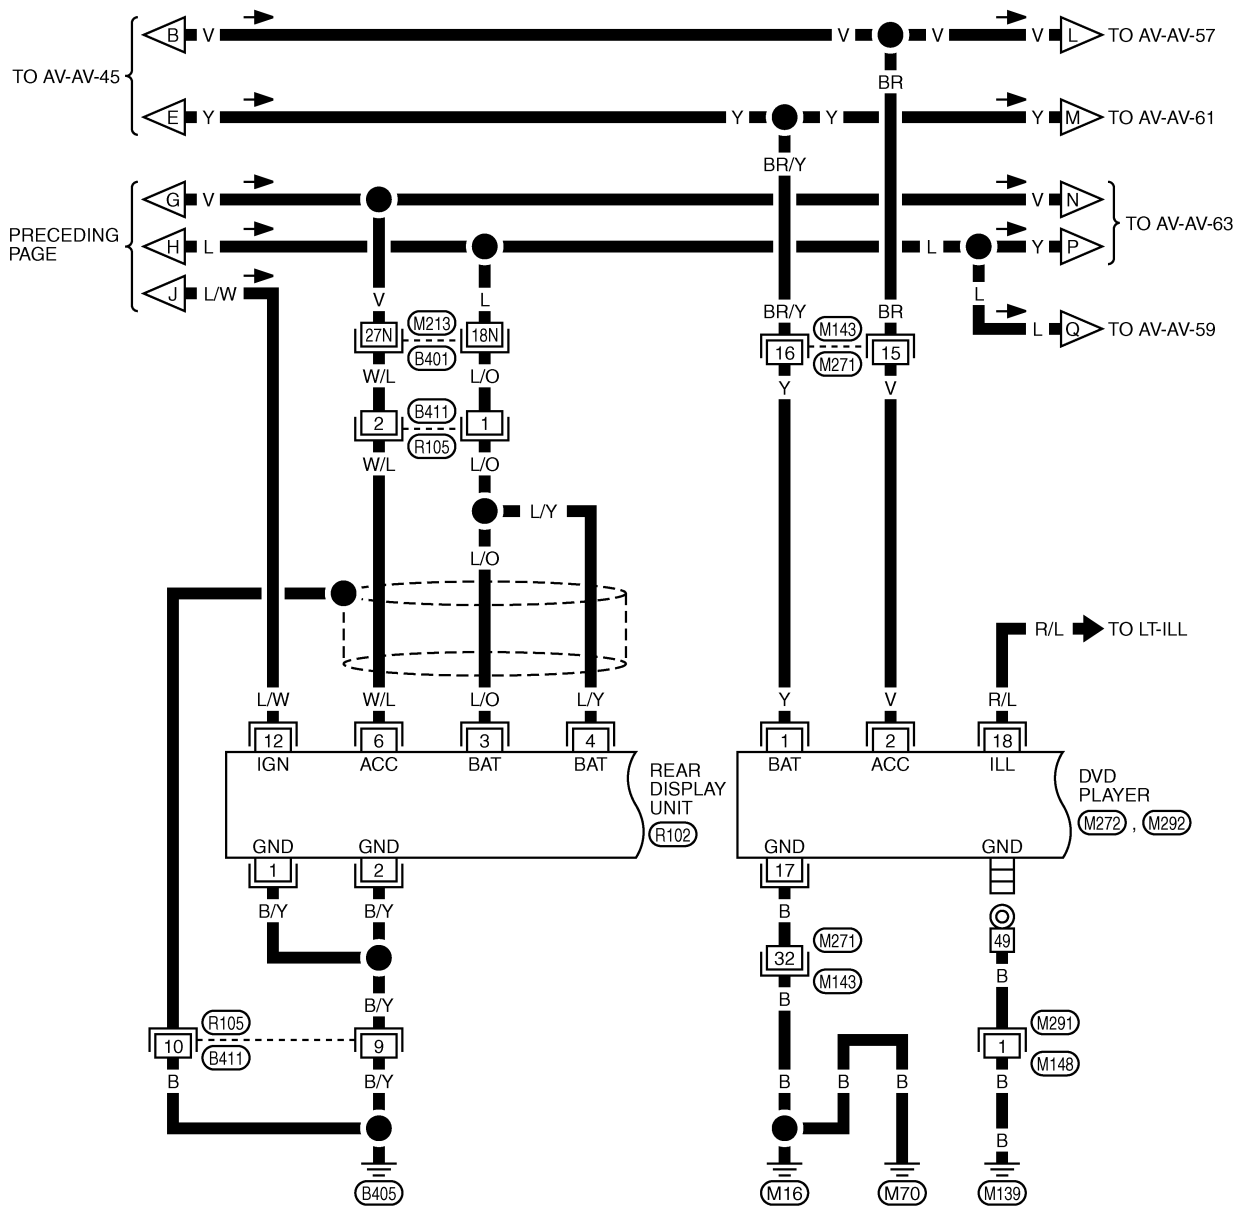 B V V V V L TO AV-AV-57
TO AV-AV-45
BR
E Y Y Y Y M TO AV-AV-61
BR/Y
G V V N
TO AV-AV-63
PRECEDING
PAGE
H L L Y P
J L/W
V L L
BR/Y BR
L Q TO AV-AV-59
27N M213 18N
B401
16 M143 15
M271
W/L L/O
Y V
2 B411 1
R105
W/L L/O
L/Y
L/O
R/L TO LT-ILL
L/W W/L L/O L/Y Y V R/L
12 6 3 4 1 2 18
IGN ACC BAT BAT BAT ACC ILL
REAR
DISPLAY
UNIT
R102
DVD
PLAYER
M272 , M292
GND GND GND GND
1 2 17
B/Y B/Y B
49
32 M271
M143
B
B/Y B
R105
10 9
B411
M291
1
M148
B B/Y B B B B
B
B405 M16 M70 M139